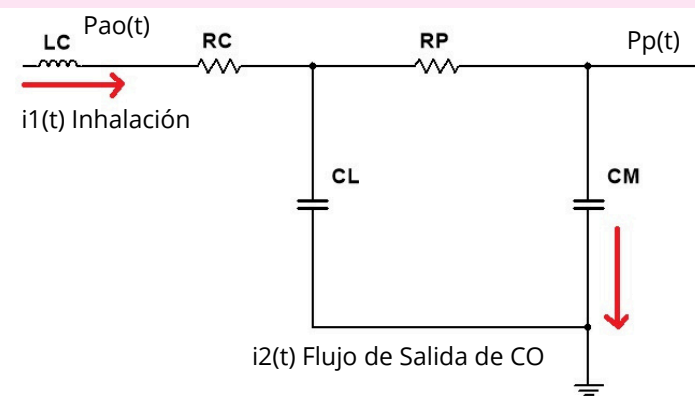 Pao(t)
LC
RC
RP
Pp(t)
i1(t) Inhalación
CL
CM
i2(t) Flujo de Salida de CO